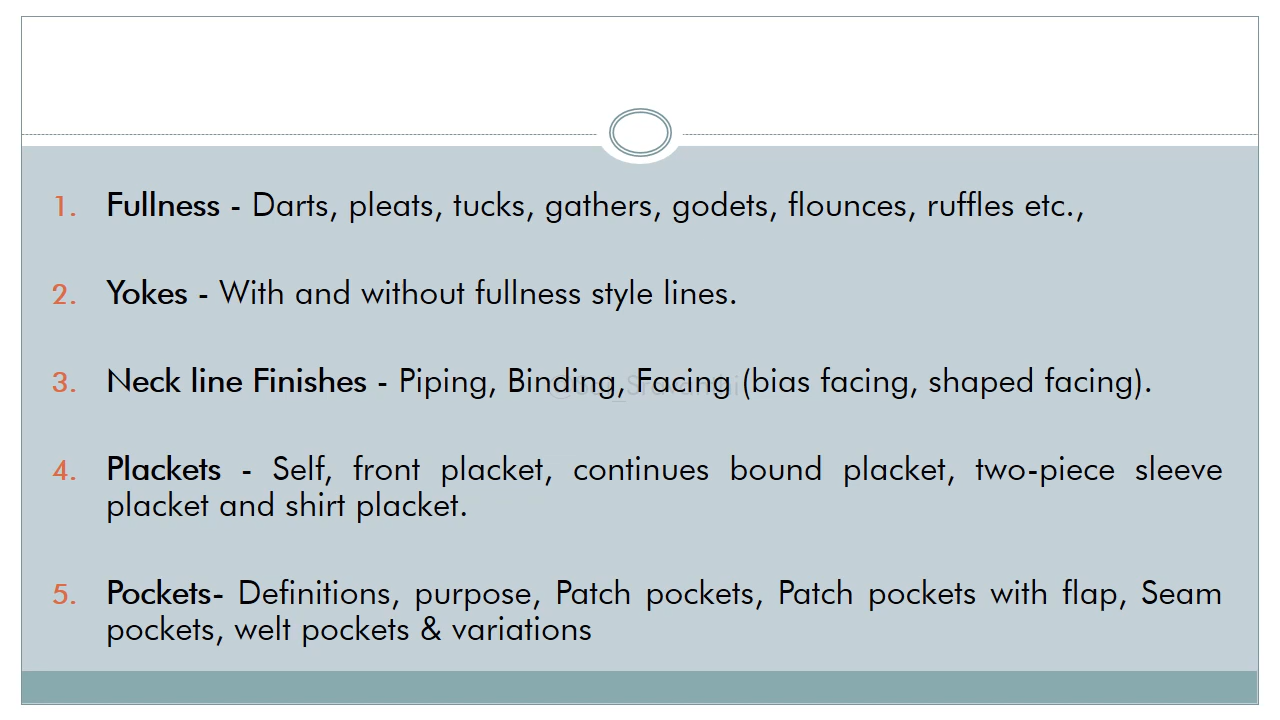 1. Fullness - Darts, pleats, tucks, gathers, godets, flounces, ruffles etc.,
2. Yokes - With and without fullness style lines.
3. Neck line Finishes - Piping, Binding, Facing (bias facing, shaped facing).
4. Plackets - Self, front placket, continues bound placket, two-piece sleeve
placket and shirt placket.
5. Pockets- Definitions, purpose, Patch pockets, Patch pockets with flap, Seam
pockets, welt pockets & variations